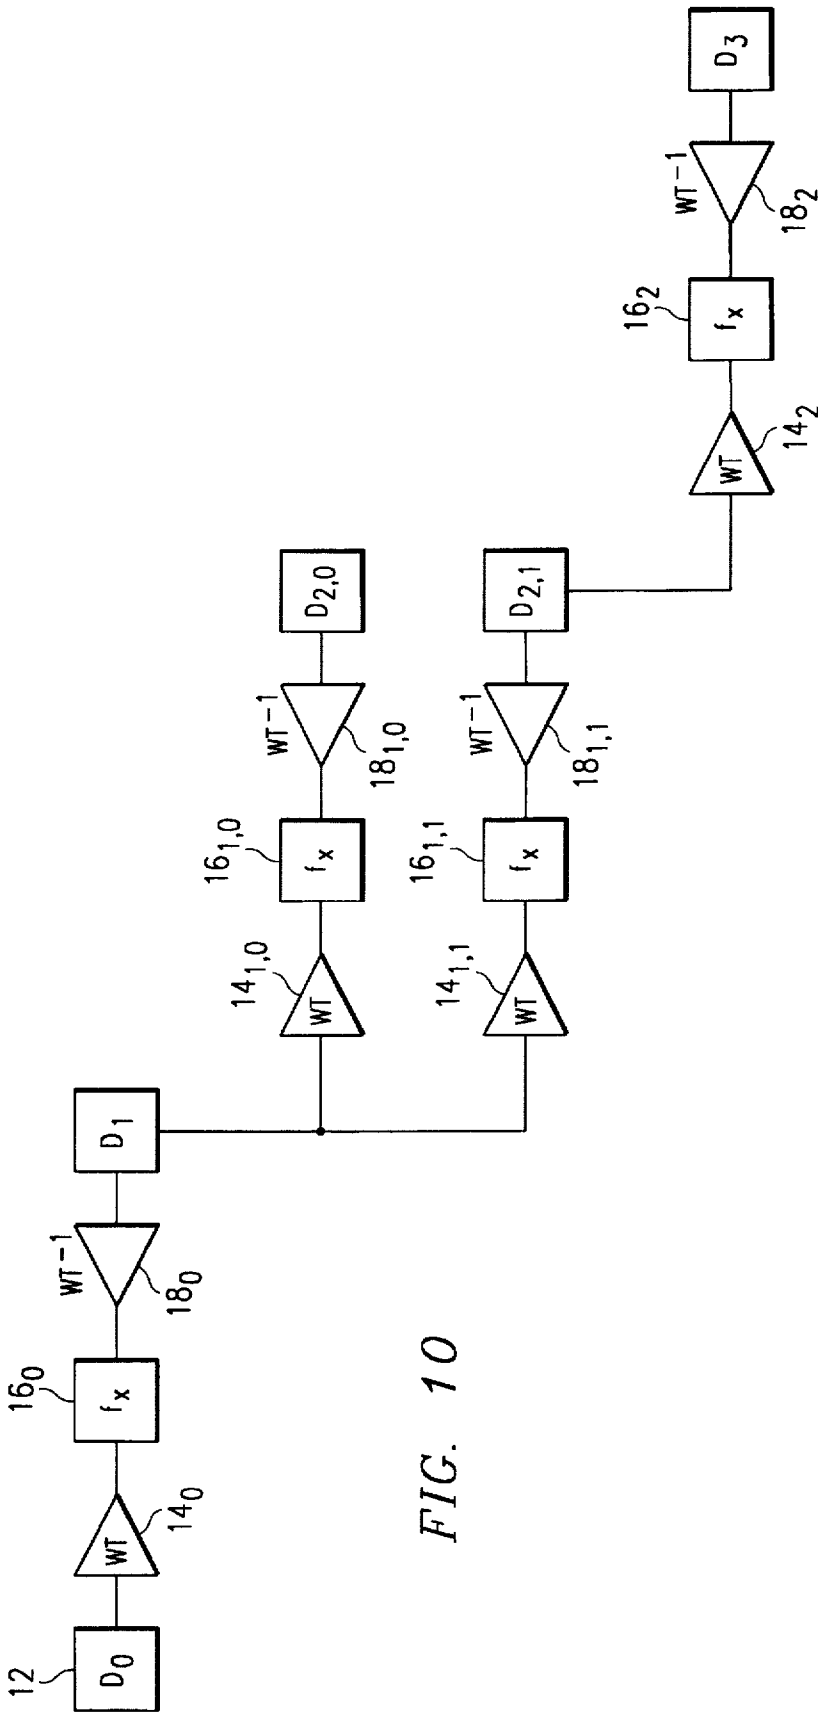 12
D0
WT
140
160
fx
WT-1
180
D1
141,0
WT
161,0
fx
WT-1
181,0
D2,0
141,1
WT
161,1
fx
WT-1
181,1
D2,1
WT
142
162
fx
WT-1
182
D3
FIG. 10